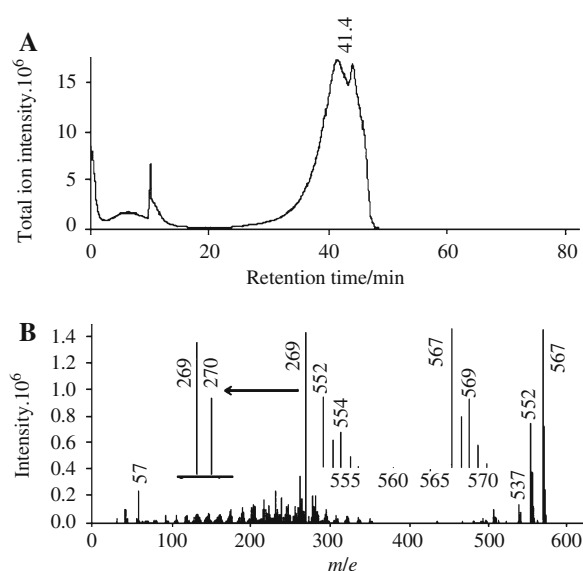 A
41.4
Total ion intensity.10⁶
15
10
5
0
0 20 40 60 80
Retention time/min
B
Intensity.10⁶
1.4
1.2
1.0
0.8
0.6
0.4
0.2
0
269
270
57
269
552
554
555 560 565 570
567
569
537
552
567
0 100 200 300 400 500 600
m/e